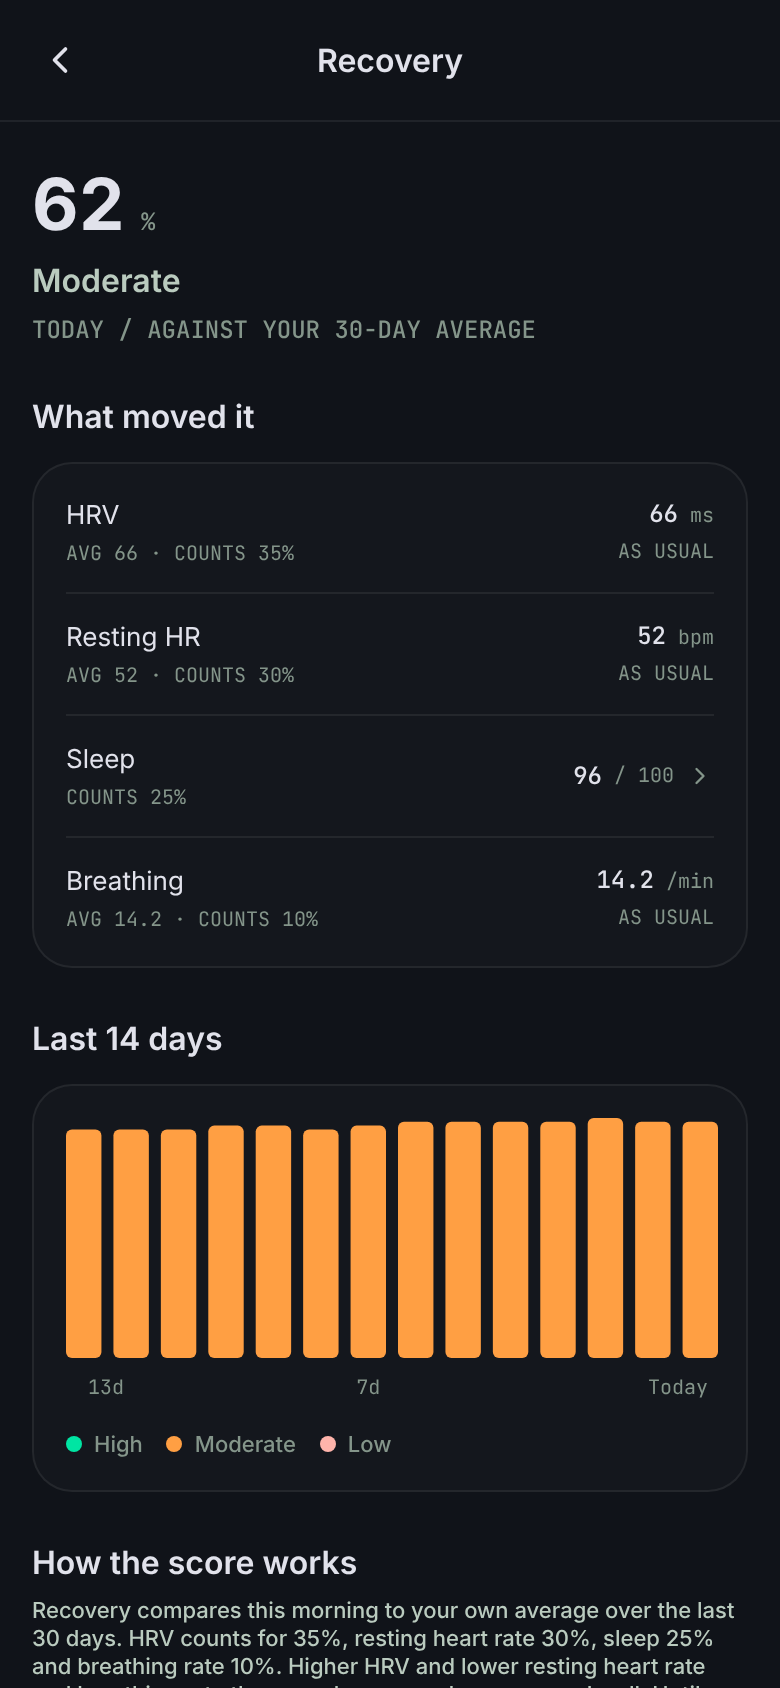 Recovery
62 %
Moderate
TODAY / AGAINST YOUR 30-DAY AVERAGE
What moved it
HRV
66 ms
AVG 66 · COUNTS 35%
AS USUAL
Resting HR
52 bpm
AVG 52 · COUNTS 30%
AS USUAL
Sleep
96 / 100
COUNTS 25%
Breathing
14.2 /min
AVG 14.2 · COUNTS 10%
AS USUAL
Last 14 days
13d 7d Today
High Moderate Low
How the score works
Recovery compares this morning to your own average over the last
30 days. HRV counts for 35%, resting heart rate 30%, sleep 25%
and breathing rate 10%. Higher HRV and lower resting heart rate